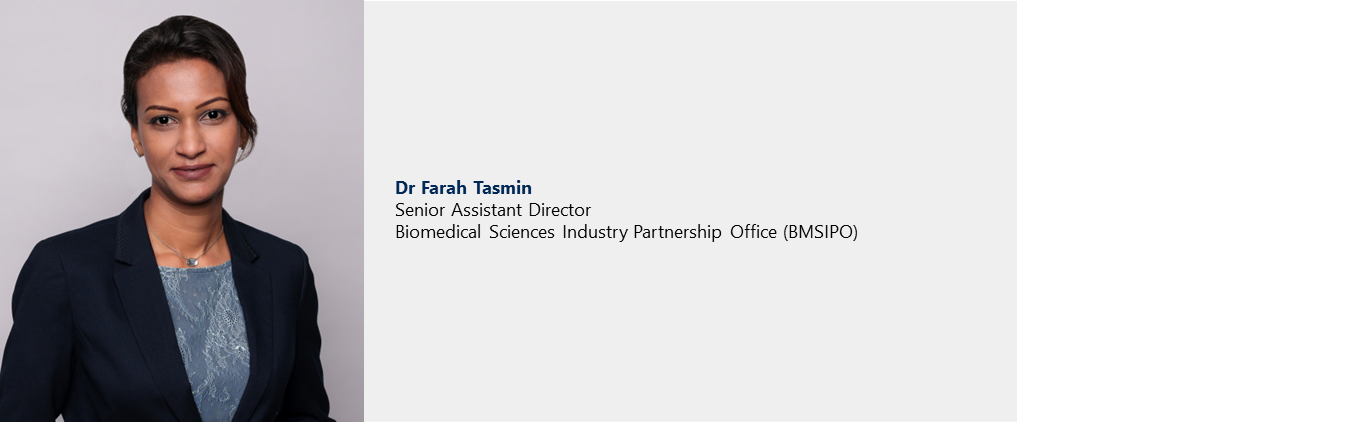 Dr Farah Tasmin
Senior Assistant Director
Biomedical Sciences Industry Partnership Office (BMSIPO)